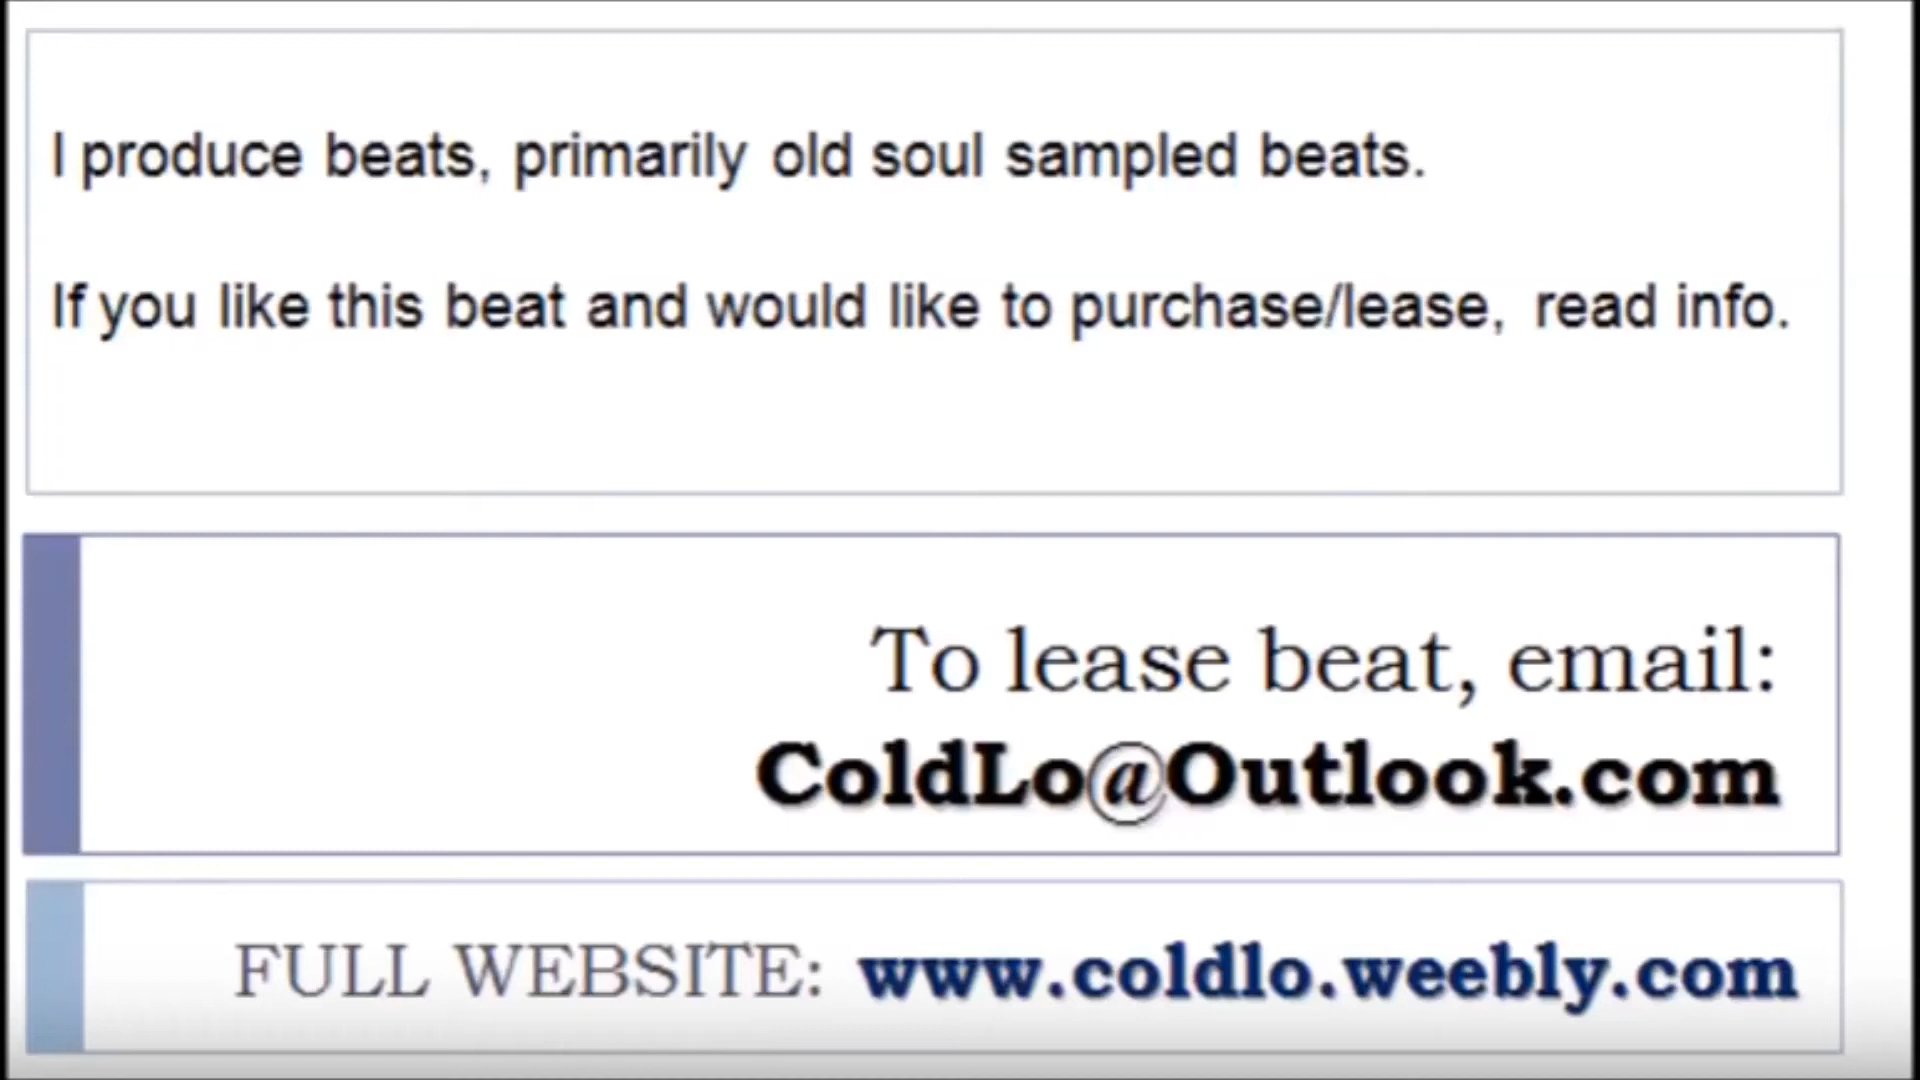 I produce beats, primarily old soul sampled beats.
If you like this beat and would like to purchase/lease, read info.
To lease beat, email:
ColdLo@Outlook.com
FULL WEBSITE: www.coldlo.weebly.com